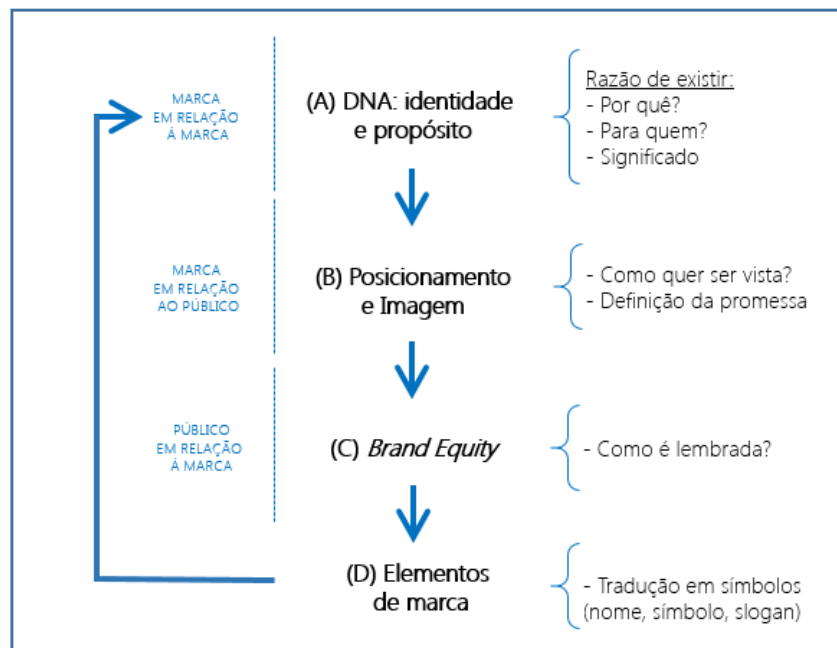 MARCA
EM RELAÇÃO
Á MARCA
(A) DNA: identidade
e propósito
Razão de existir:
- Por quê?
- Para quem?
- Significado
MARCA
EM RELAÇÃO
AO PÚBLICO
(B) Posicionamento
e Imagem
- Como quer ser vista?
- Definição da promessa
PÚBLICO
EM RELAÇÃO
Á MARCA
(C) Brand Equity
- Como é lembrada?
(D) Elementos
de marca
- Tradução em símbolos
(nome, símbolo, slogan)